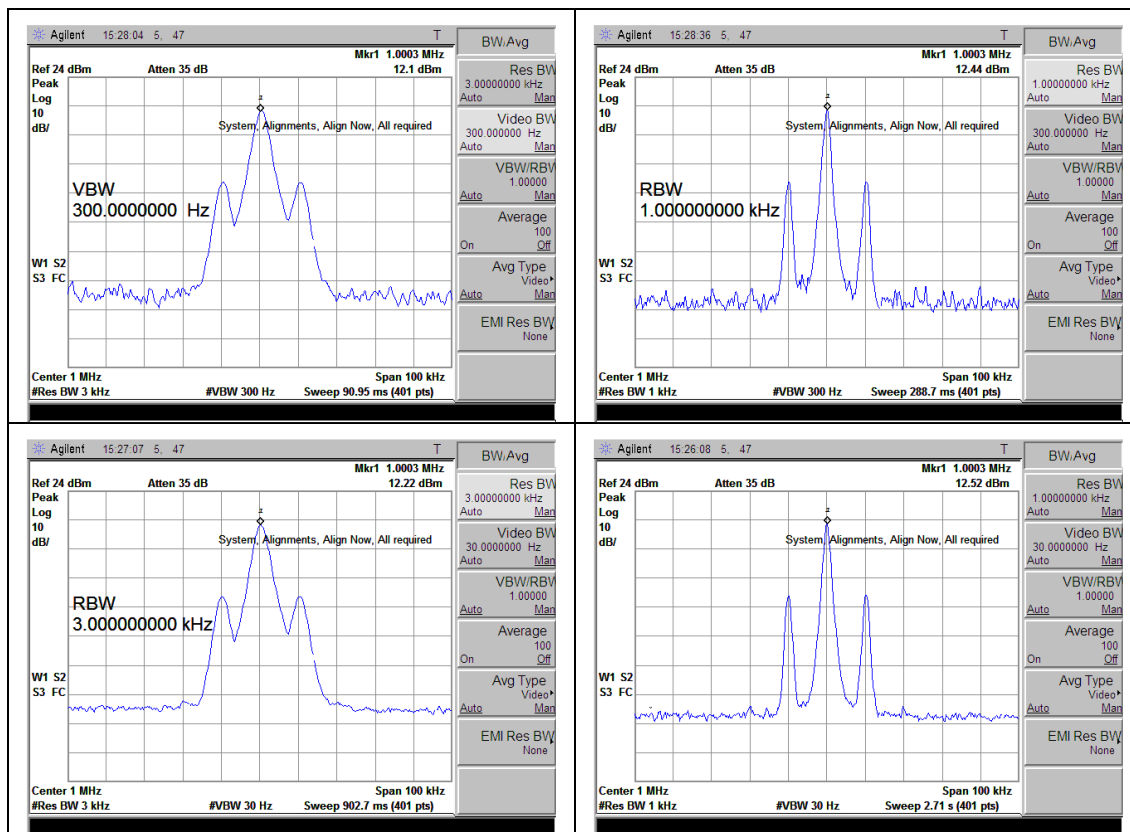 Agilent 15:28:04 5, 47 T
BW/Avg
Mkr1 1.0003 MHz
Ref 24 dBm Atten 35 dB 12.1 dBm
Peak
Log
10
dB/
System, Alignments, Align Now, All required
VBW
300.0000000 Hz
W1 S2
S3 FC
Center 1 MHz Span 100 kHz
#Res BW 3 kHz #VBW 300 Hz Sweep 90.95 ms (401 pts)
Res BW
3.00000000 kHz
Auto Man
Video BW
300.000000 Hz
Auto Man
VBW/RBW
1.00000
Auto Man
Average
100
On Off
Avg Type
Video
Auto Man
EMI Res BW
None
Agilent 15:28:36 5, 47 T
BW/Avg
Mkr1 1.0003 MHz
Ref 24 dBm Atten 35 dB 12.44 dBm
Peak
Log
10
dB/
System, Alignments, Align Now, All required
RBW
1.000000000 kHz
W1 S2
S3 FC
Center 1 MHz Span 100 kHz
#Res BW 1 kHz #VBW 300 Hz Sweep 288.7 ms (401 pts)
Res BW
1.00000000 kHz
Auto Man
Video BW
300.000000 Hz
Auto Man
VBW/RBW
1.00000
Auto Man
Average
100
On Off
Avg Type
Video
Auto Man
EMI Res BW
None
Agilent 15:27:07 5, 47 T
BW/Avg
Mkr1 1.0003 MHz
Ref 24 dBm Atten 35 dB 12.22 dBm
Peak
Log
10
dB/
System, Alignments, Align Now, All required
RBW
3.000000000 kHz
W1 S2
S3 FC
Center 1 MHz Span 100 kHz
#Res BW 3 kHz #VBW 30 Hz Sweep 902.7 ms (401 pts)
Res BW
3.00000000 kHz
Auto Man
Video BW
30.0000000 Hz
Auto Man
VBW/RBW
1.00000
Auto Man
Average
100
On Off
Avg Type
Video
Auto Man
EMI Res BW
None
Agilent 15:26:08 5, 47 T
BW/Avg
Mkr1 1.0003 MHz
Ref 24 dBm Atten 35 dB 12.52 dBm
Peak
Log
10
dB/
System, Alignments, Align Now, All required
W1 S2
S3 FC
Center 1 MHz Span 100 kHz
#Res BW 1 kHz #VBW 30 Hz Sweep 2.71 s (401 pts)
Res BW
1.00000000 kHz
Auto Man
Video BW
30.0000000 Hz
Auto Man
VBW/RBW
1.00000
Auto Man
Average
100
On Off
Avg Type
Video
Auto Man
EMI Res BW
None